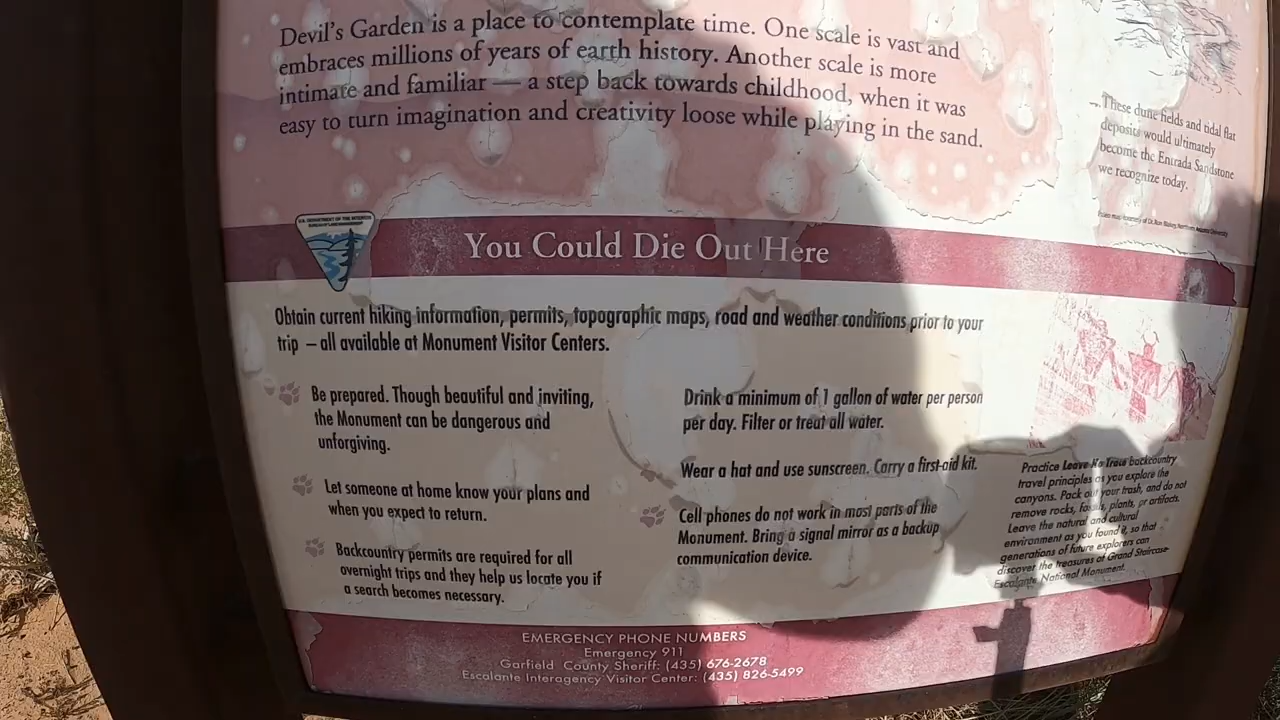 Devil's Garden is a place to contemplate time. One scale is vast and
embraces millions of years of earth history. Another scale is more
intimate and familiar — a step back towards childhood, when it was
easy to turn imagination and creativity loose while playing in the sand.
These dune fields and tidal flat
deposits would ultimately
become the Entrada Sandstone
we recognize today.
U.S. DEPARTMENT OF THE INTERIOR
BUREAU OF LAND MANAGEMENT
You Could Die Out Here
Obtain current hiking information, permits, topographic maps, road and weather conditions prior to your
trip – all available at Monument Visitor Centers.
Be prepared. Though beautiful and inviting,
the Monument can be dangerous and
unforgiving.
Let someone at home know your plans and
when you expect to return.
Backcountry permits are required for all
overnight trips and they help us locate you if
a search becomes necessary.
Drink a minimum of 1 gallon of water per person
per day. Filter or treat all water.
Wear a hat and use sunscreen. Carry a first-aid kit.
Cell phones do not work in most parts of the
Monument. Bring a signal mirror as a backup
communication device.
Practice Leave No Trace backcountry
travel principles as you explore the
canyons. Pack out your trash, and do not
remove rocks, fossils, plants, or artifacts.
Leave the natural and cultural
environment as you found it, so that
generations of future explorers can
discover the treasures of Grand Staircase-
Escalante National Monument.
EMERGENCY PHONE NUMBERS
Emergency 911
Garfield County Sheriff: (435) 676-2678
Escalante Interagency Visitor Center: (435) 826-5499